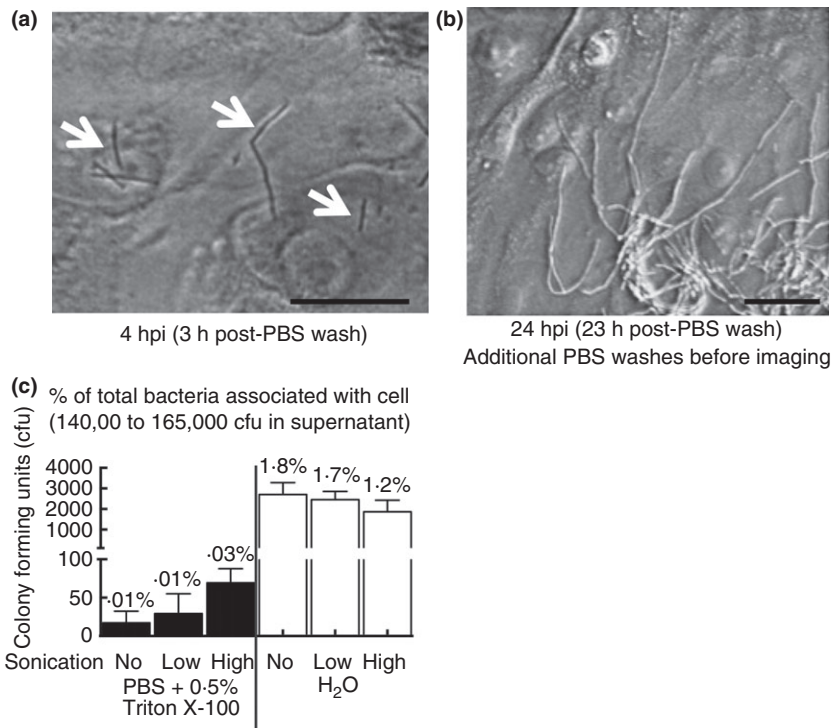 (a)
(b)
4 hpi (3 h post-PBS wash)
24 hpi (23 h post-PBS wash)
Additional PBS washes before imaging
(c) % of total bacteria associated with cell
(140,00 to 165,000 cfu in supernatant)
Colony forming units (cfu)
4000
3000
2000
1000
100
50
0
·01%
·01%
·03%
1·8%
1·7%
1·2%
Sonication No Low High No Low High
PBS + 0·5%
Triton X-100
H₂O